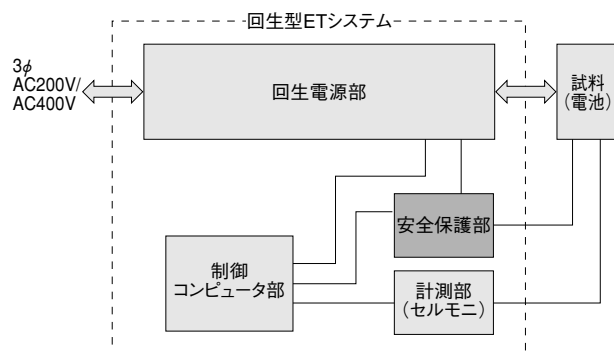 回生型ETシステム
3φ
AC200V/
AC400V
回生電源部
試料
（電池）
安全保護部
制御
コンピュータ部
計測部
（セルモニ）